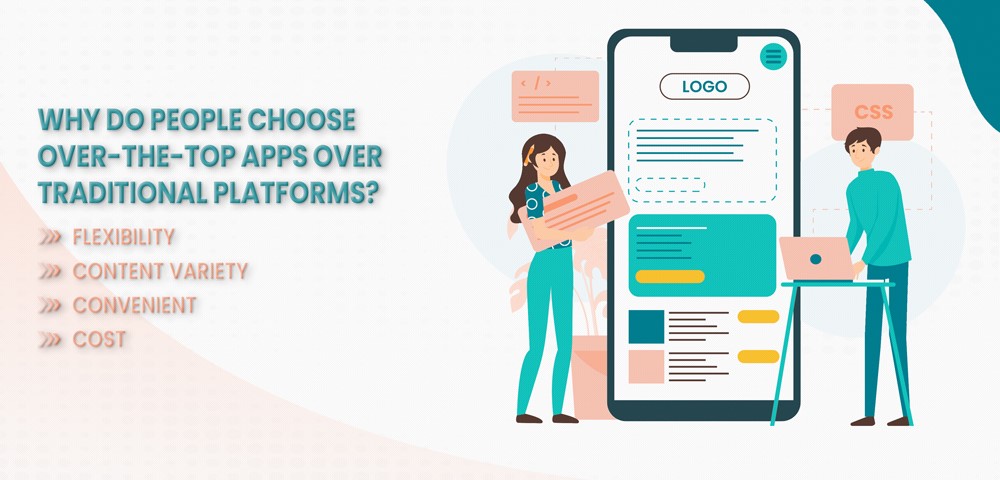 WHY DO PEOPLE CHOOSE
OVER-THE-TOP APPS OVER
TRADITIONAL PLATFORMS?
FLEXIBILITY
CONTENT VARIETY
CONVENIENT
COST
</>
LOGO
CSS